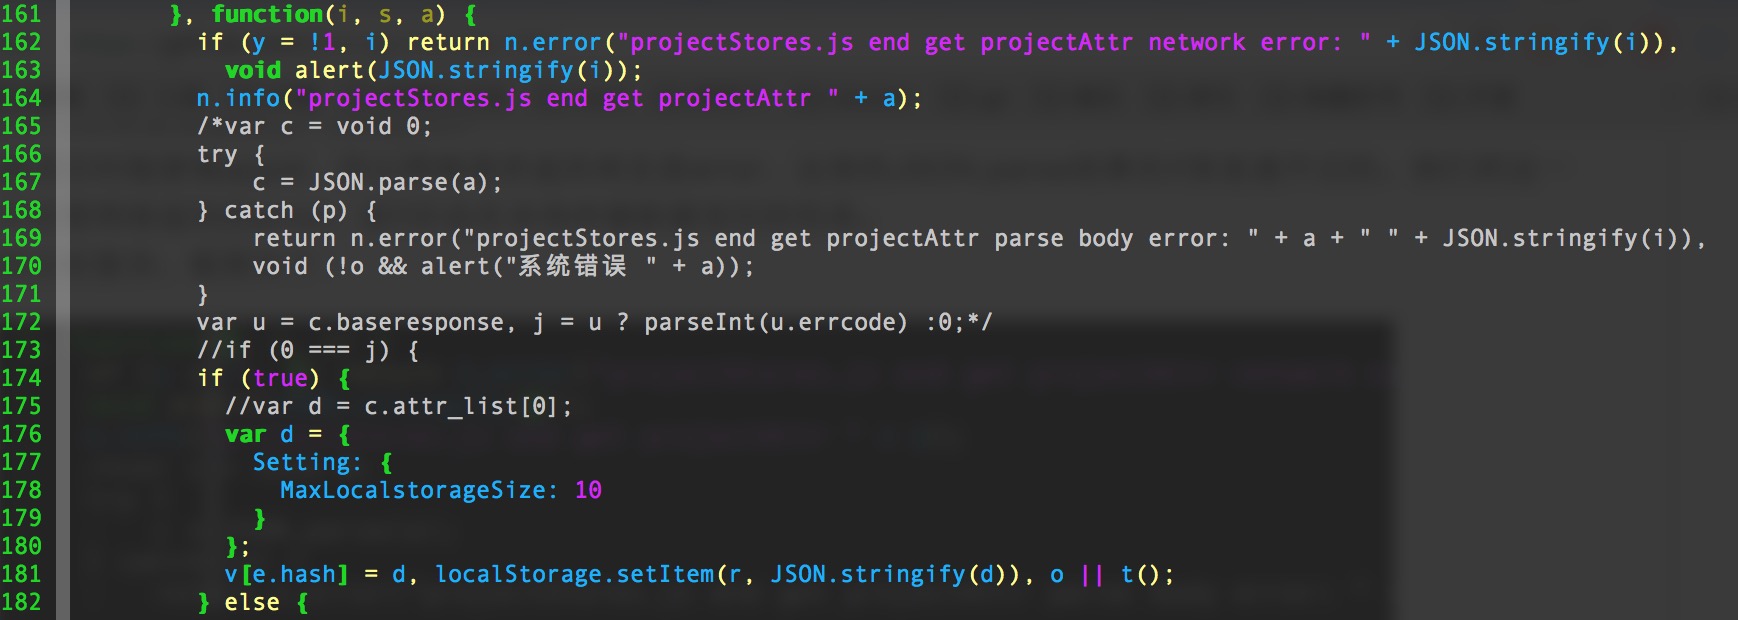 161 }, function(i, s, a) {
162 if (y = !1, i) return n.error("projectStores.js end get projectAttr network error: " + JSON.stringify(i)),
163 void alert(JSON.stringify(i));
164 n.info("projectStores.js end get projectAttr " + a);
165 /*var c = void 0;
166 try {
167 c = JSON.parse(a);
168 } catch (p) {
169 return n.error("projectStores.js end get projectAttr parse body error: " + a + " " + JSON.stringify(i)),
170 void (!o && alert("系统错误 " + a));
171 }
172 var u = c.baseresponse, j = u ? parseInt(u.errcode) :0;*/
173 //if (0 === j) {
174 if (true) {
175 //var d = c.attr_list[0];
176 var d = {
177 Setting: {
178 MaxLocalstorageSize: 10
179 }
180 };
181 v[e.hash] = d, localStorage.setItem(r, JSON.stringify(d)), o || t();
182 } else {